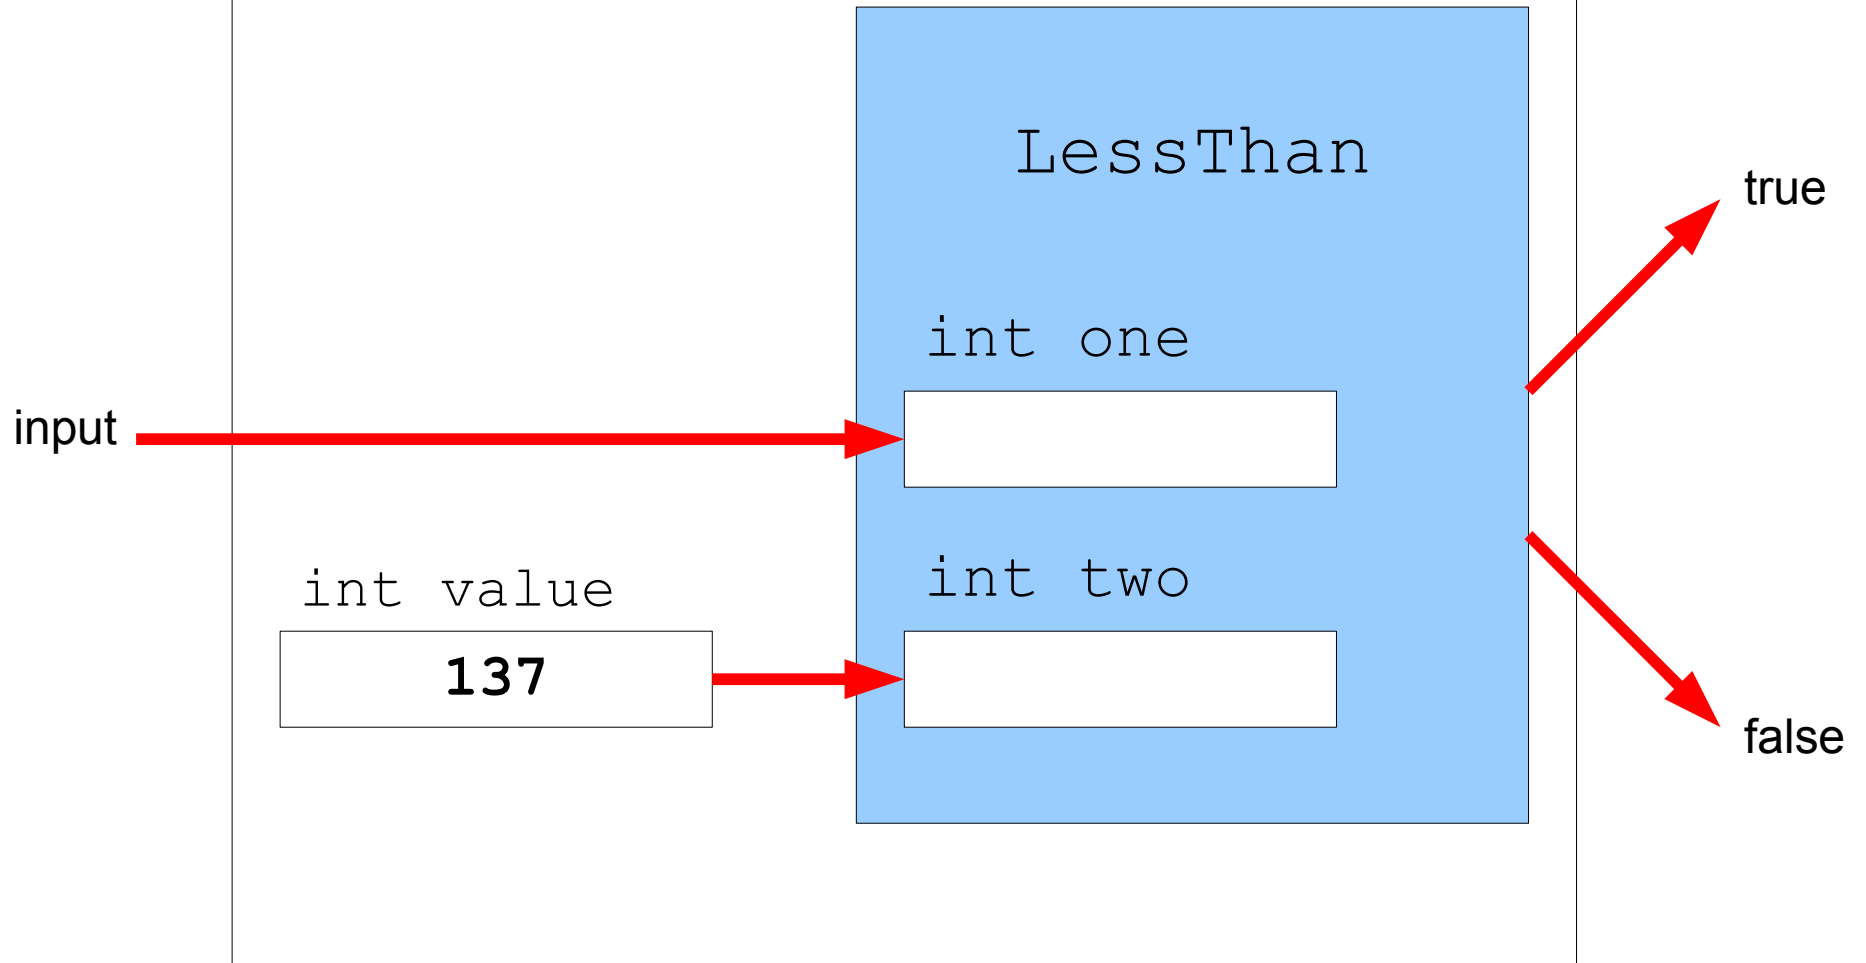 LessThan
true
int one
input
int two
int value
137
false